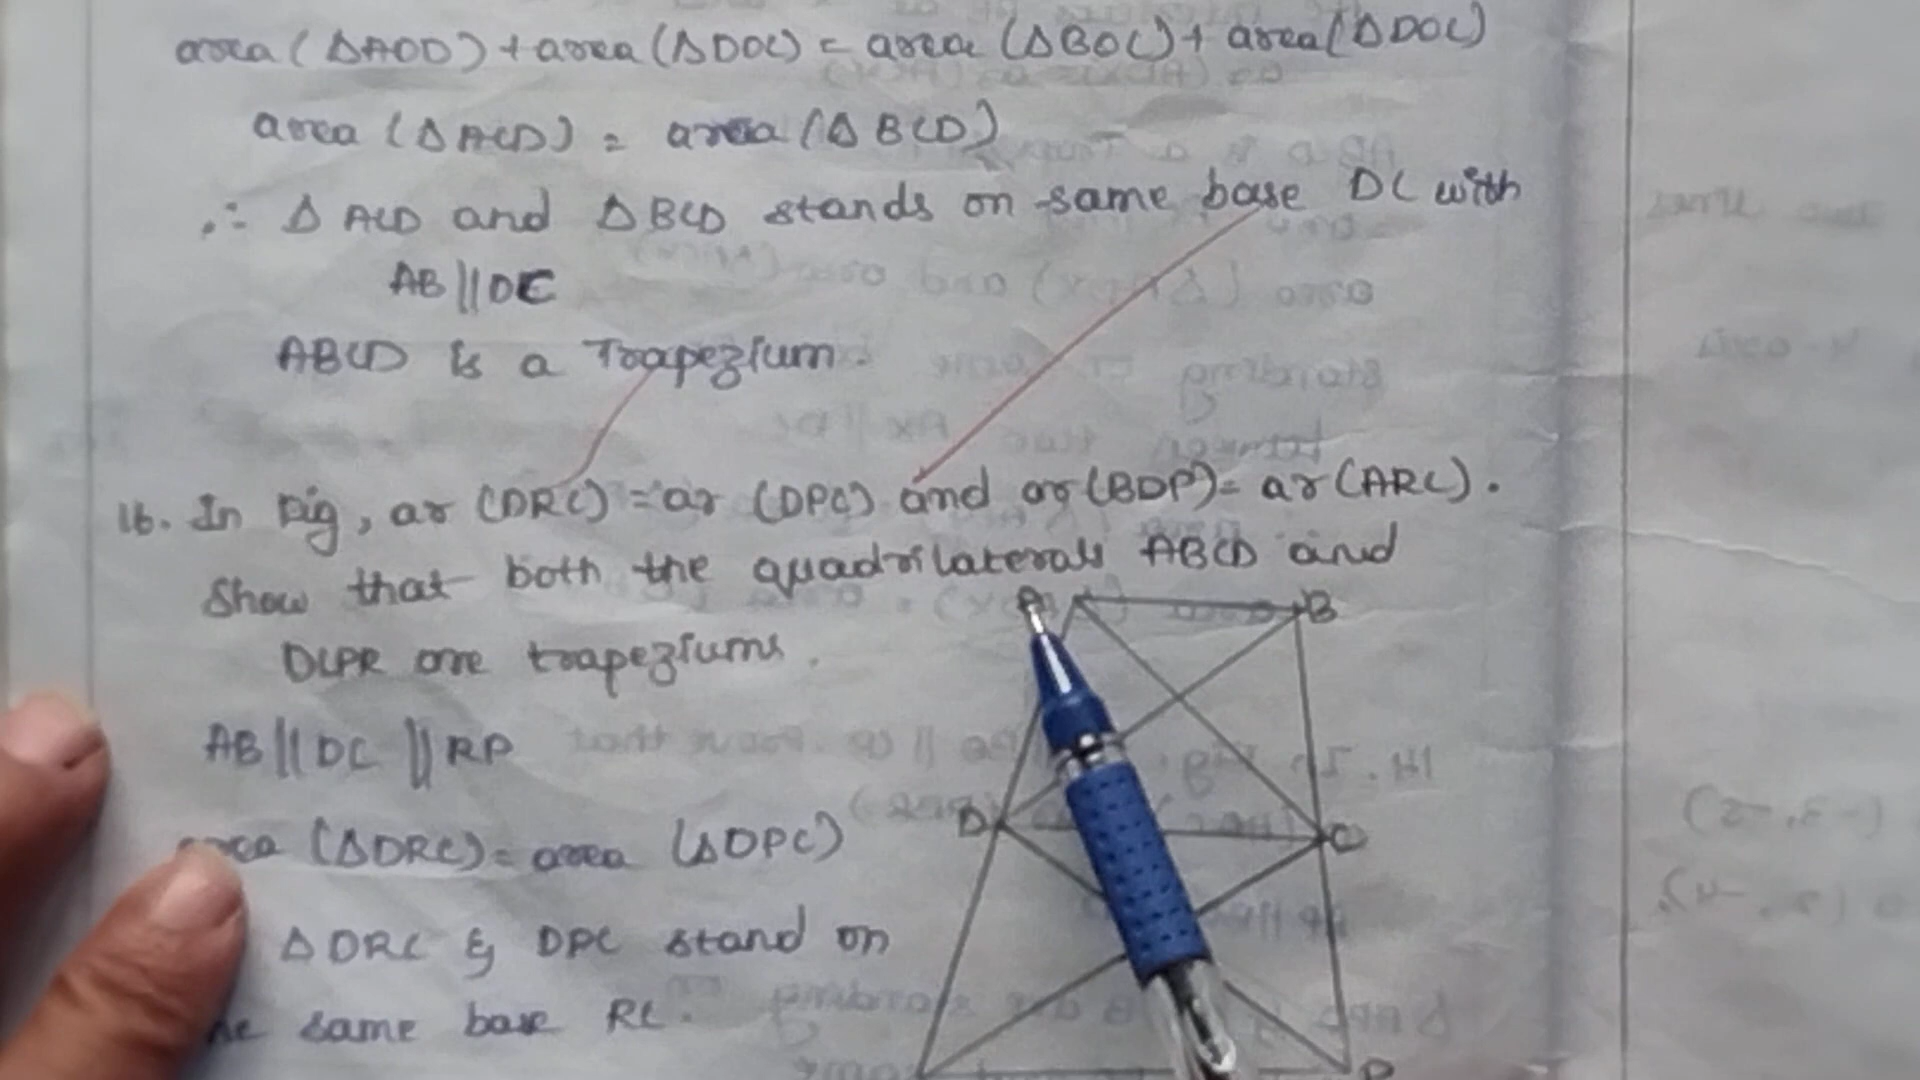 area (ΔAOD) + area (ΔDOC) = area (ΔBOC) + area (ΔDOC)
area (ΔACD) = area (ΔBCD)
∴ ΔACD and ΔBCD stands on same base DC with
AB || DC
ABCD is a Trapezium.
16. In Fig, ar (DRC) = ar (DPC) and ar (BDP) = ar (ARC).
Show that both the quadrilaterals ABCD and
DCPR are trapeziums.
A B
AB || DC || RP
D C
area (ΔDRC) = area (ΔDPC)
ΔDRC & DPC stand on
same base RC.
P